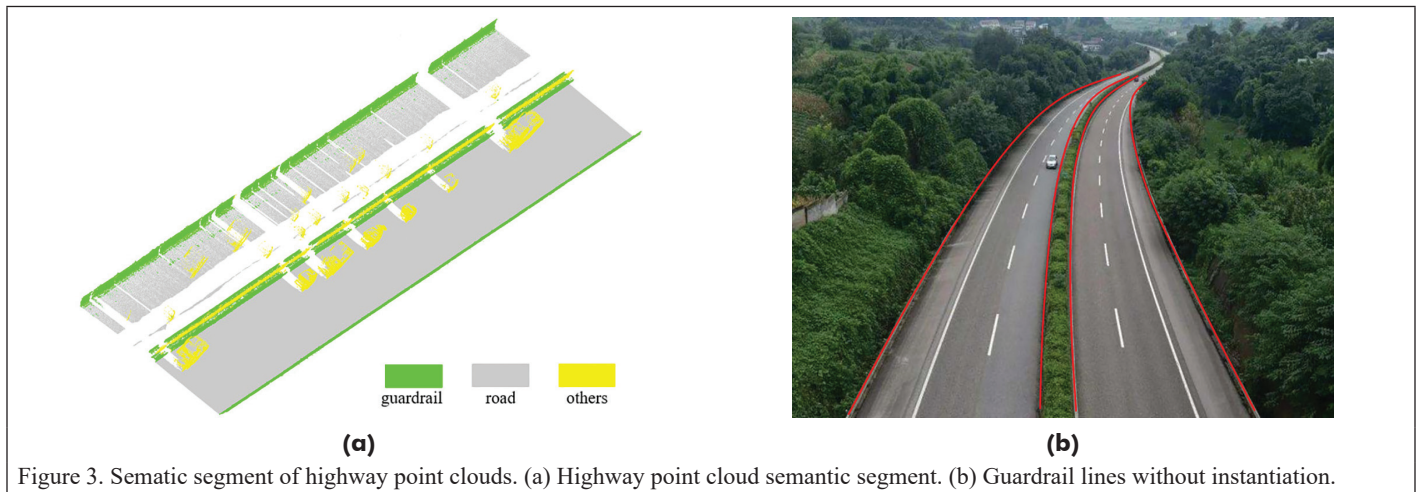 guardrail road others
(a) (b)
Figure 3. Sematic segment of highway point clouds. (a) Highway point cloud semantic segment. (b) Guardrail lines without instantiation.